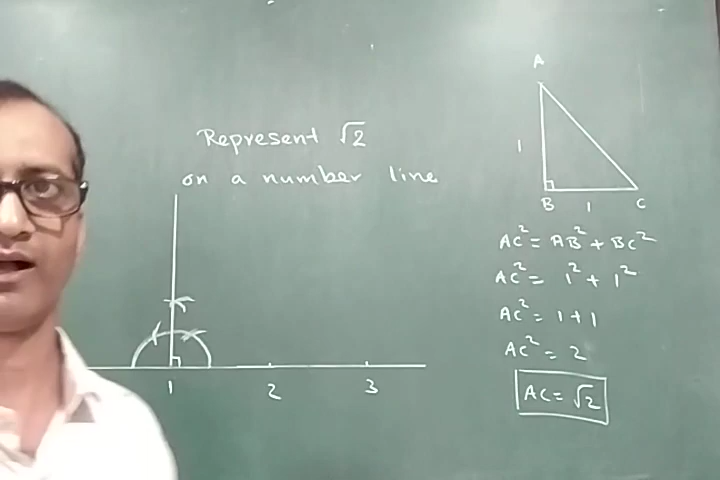 Represent √2
on a number line
1 2 3
A
1
B 1 C
AC² = AB² + BC²
AC² = 1² + 1²
AC² = 1 + 1
AC² = 2
AC = √2